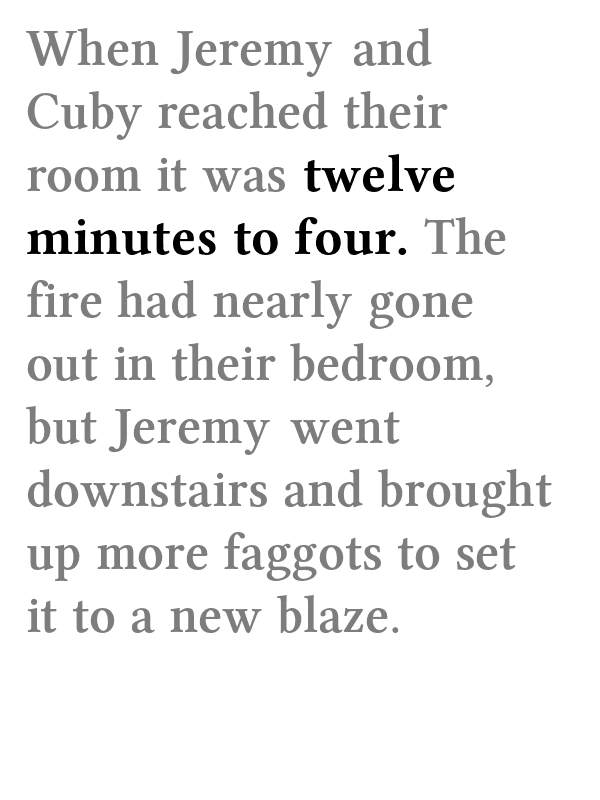 When Jeremy and
Cuby reached their
room it was twelve
minutes to four. The
fire had nearly gone
out in their bedroom,
but Jeremy went
downstairs and brought
up more faggots to set
it to a new blaze.